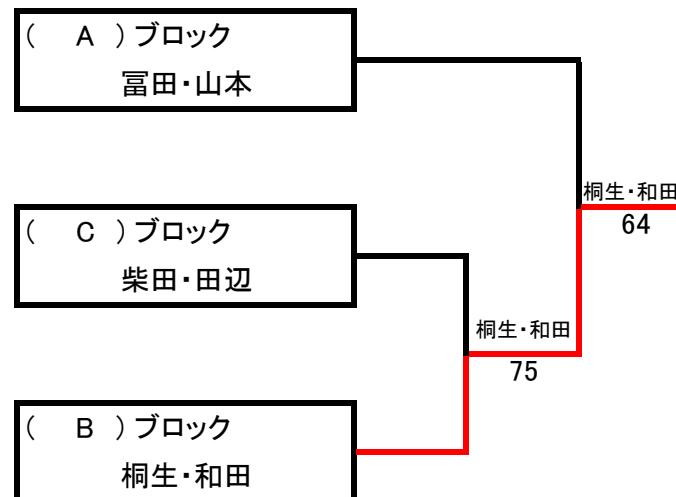 ( A ) ブロック
冨田・山本
桐生・和田
64
( C ) ブロック
柴田・田辺
桐生・和田
75
( B ) ブロック
桐生・和田